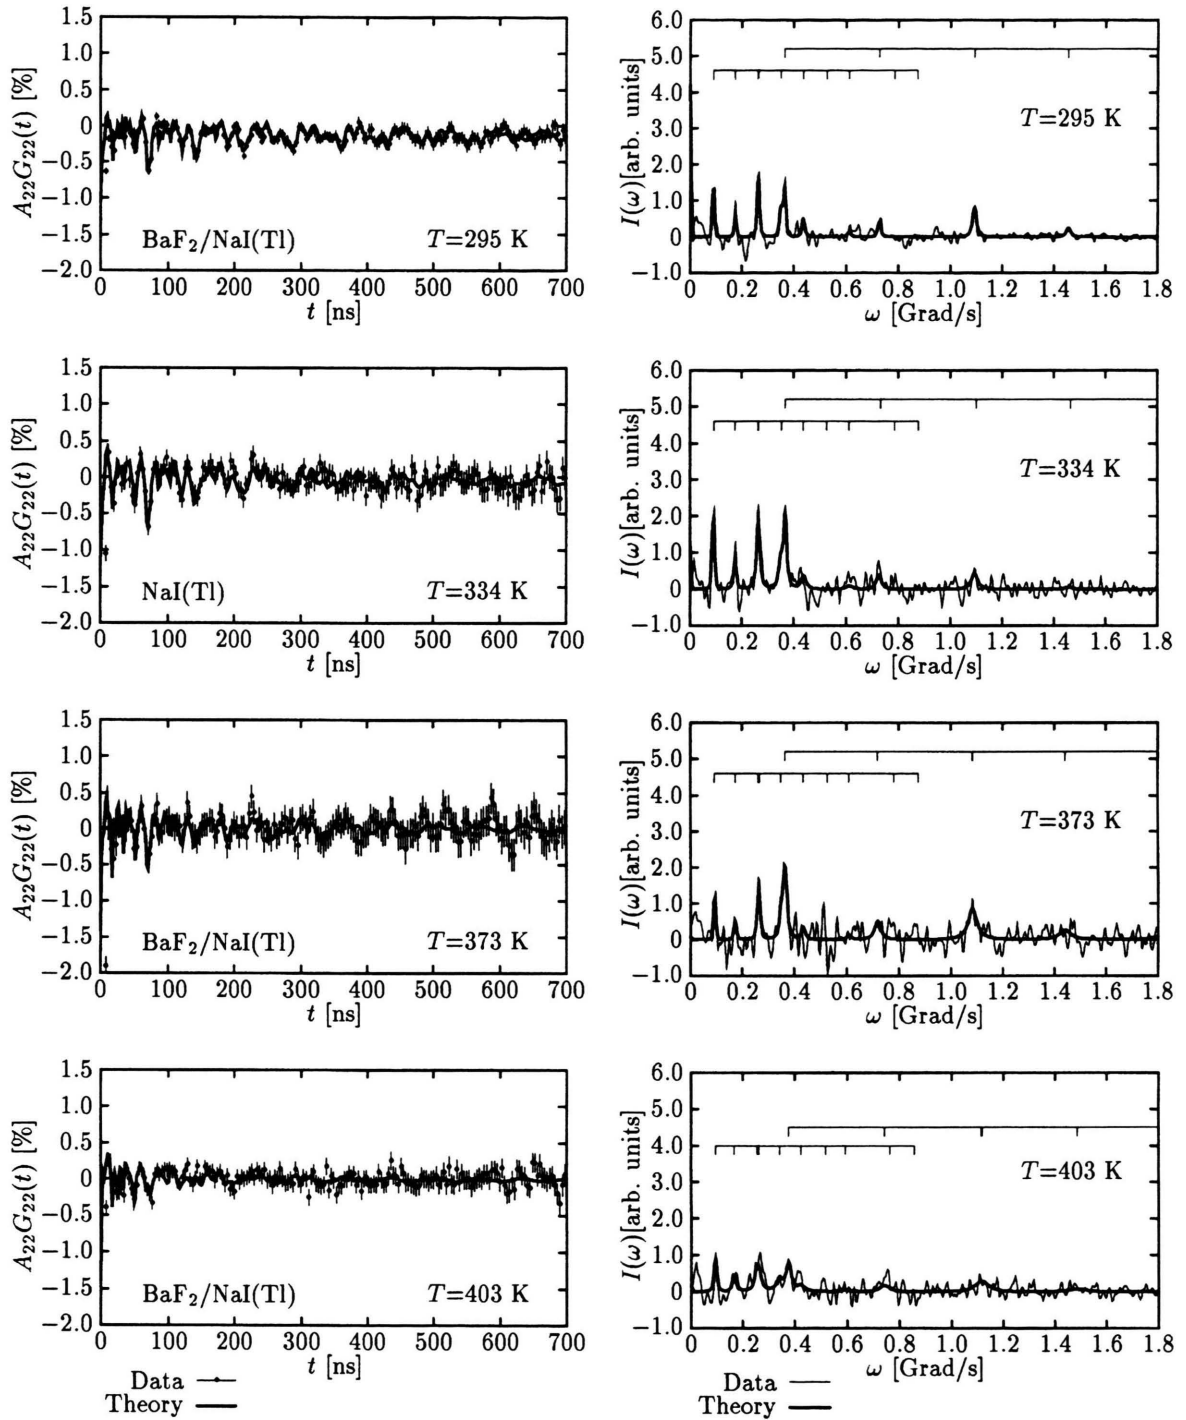 1.5
1.0
0.5
0
−0.5
−1.0
−1.5
−2.0
A₂₂G₂₂(t) [%]
BaF₂/NaI(Tl) T=295 K
0 100 200 300 400 500 600 700
t [ns]
6.0
5.0
4.0
3.0
2.0
1.0
0
−1.0
I(ω)[arb. units]
T=295 K
0 0.2 0.4 0.6 0.8 1.0 1.2 1.4 1.6 1.8
ω [Grad/s]
1.5
1.0
0.5
0
−0.5
−1.0
−1.5
−2.0
A₂₂G₂₂(t) [%]
NaI(Tl) T=334 K
0 100 200 300 400 500 600 700
t [ns]
6.0
5.0
4.0
3.0
2.0
1.0
0
−1.0
I(ω)[arb. units]
T=334 K
0 0.2 0.4 0.6 0.8 1.0 1.2 1.4 1.6 1.8
ω [Grad/s]
1.5
1.0
0.5
0
−0.5
−1.0
−1.5
−2.0
A₂₂G₂₂(t) [%]
BaF₂/NaI(Tl) T=373 K
0 100 200 300 400 500 600 700
t [ns]
6.0
5.0
4.0
3.0
2.0
1.0
0
−1.0
I(ω)[arb. units]
T=373 K
0 0.2 0.4 0.6 0.8 1.0 1.2 1.4 1.6 1.8
ω [Grad/s]
1.5
1.0
0.5
0
−0.5
−1.0
−1.5
−2.0
A₂₂G₂₂(t) [%]
BaF₂/NaI(Tl) T=403 K
0 100 200 300 400 500 600 700
t [ns]
Data
Theory
6.0
5.0
4.0
3.0
2.0
1.0
0
−1.0
I(ω)[arb. units]
T=403 K
0 0.2 0.4 0.6 0.8 1.0 1.2 1.4 1.6 1.8
ω [Grad/s]
Data
Theory